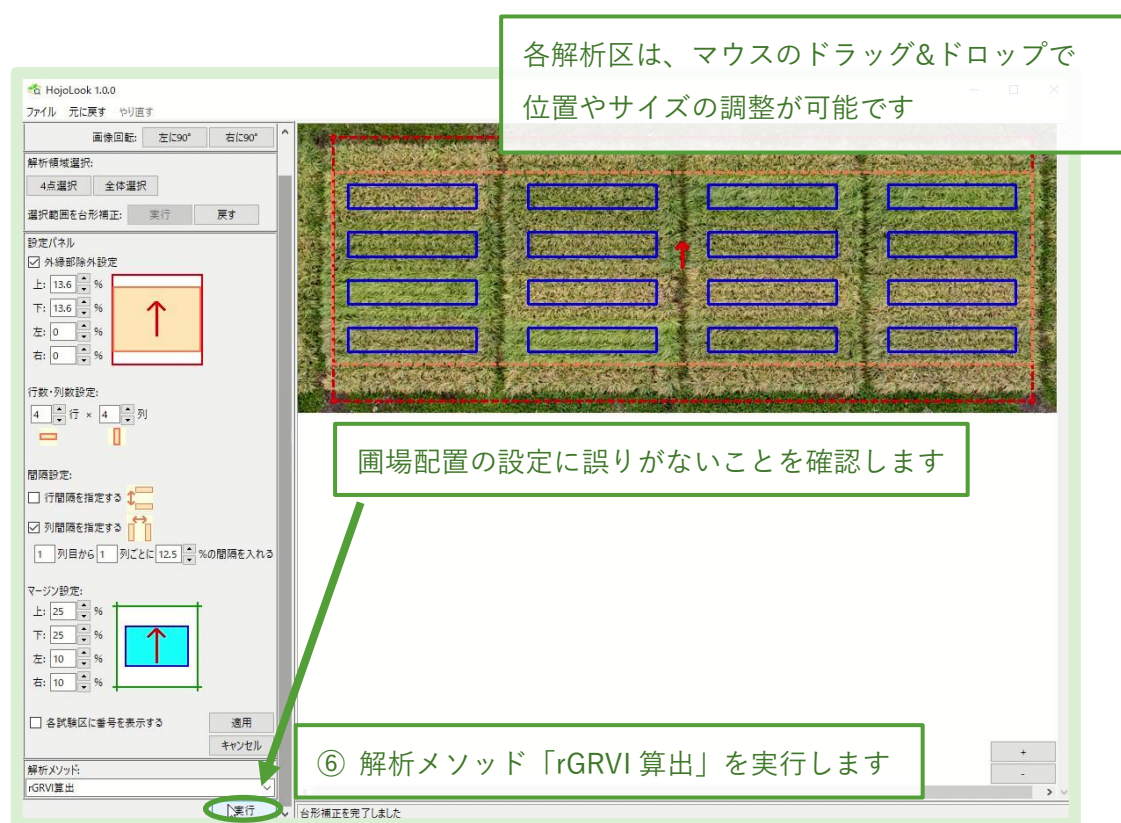 各解析区は、マウスのドラッグ&ドロップで
位置やサイズの調整が可能です
HojoLook 1.0.0
ファイル 元に戻す やり直す
画像回転: 左に90° 右に90°
解析領域選択:
4点選択 全体選択
選択範囲を台形補正: 実行 戻す
設定パネル
外縁部除外設定
上: 13.6 %
下: 13.6 %
左: 0 %
右: 0 %
行数・列数設定:
4 行 × 4 列
間隔設定:
行間隔を指定する
列間隔を指定する
1 列目から 1 列ごとに 12.5 %の間隔を入れる
マージン設定:
上: 25 %
下: 25 %
左: 10 %
右: 10 %
各試験区に番号を表示する 適用
キャンセル
解析メソッド:
rGRVI算出
実行
圃場配置の設定に誤りがないことを確認します
⑥ 解析メソッド「rGRVI 算出」を実行します
+
-
台形補正を完了しました